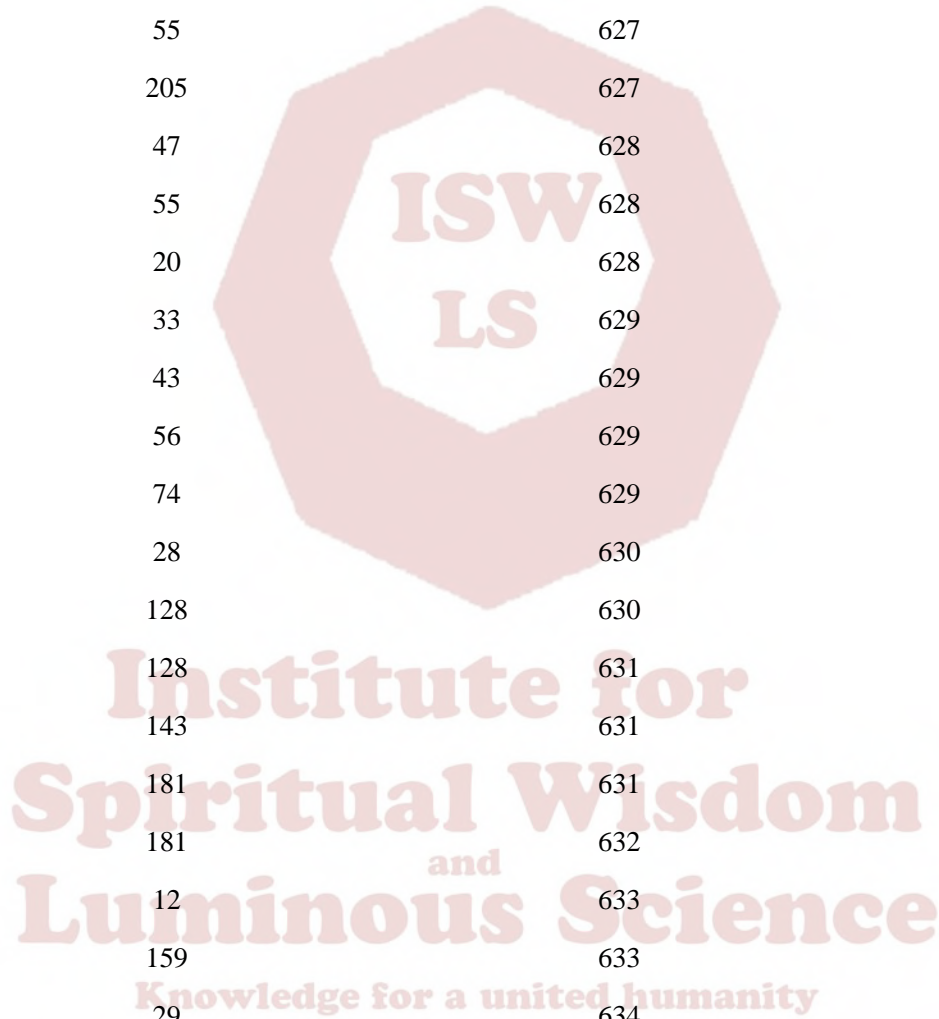 55 627
205 627
47 628
55 628
ISW
20 628
33 629
LS
43 629
56 629
74 629
28 630
128 630
128 631
Institute for
143 631
181 631
Spiritual Wisdom
181 632
and
12 633
Luminous Science
159 633
Knowledge for a united humanity
29 634